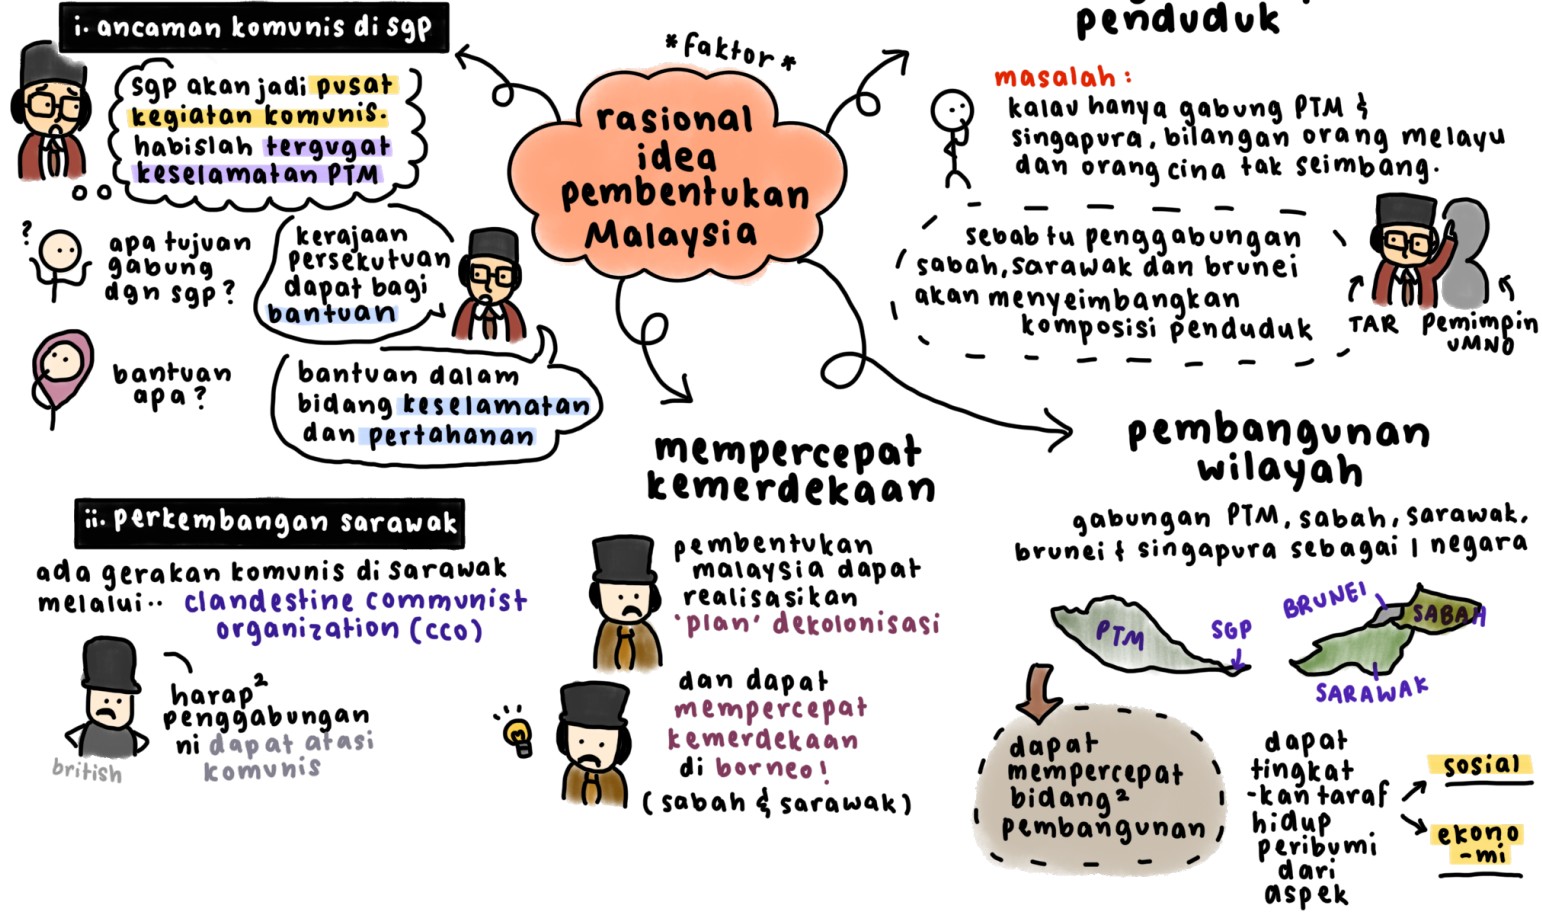 *faktor*
rasional
idea
pembentukan
Malaysia
i. ancaman komunis di sgp
sgp akan jadi pusat
kegiatan komunis.
habislah tergugat
keselamatan PTM
?
apa tujuan
gabung
dgn sgp?
kerajaan
persekutuan
dapat bagi
bantuan
bantuan
apa?
bantuan dalam
bidang keselamatan
dan pertahanan
ii. perkembangan sarawak
ada gerakan komunis di sarawak
melalui.. clandestine communist
organization (cco)
harap²
penggabungan
ni dapat atasi
komunis
british
mempercepat
kemerdekaan
pembentukan
malaysia dapat
realisasikan
'plan' dekolonisasi
dan dapat
mempercepat
kemerdekaan
di borneo!
(sabah & sarawak)
penduduk
masalah:
kalau hanya gabung PTM &
singapura, bilangan orang melayu
dan orang cina tak seimbang.
sebab tu penggabungan
sabah, sarawak dan brunei
akan menyeimbangkan
komposisi penduduk
TAR
Pemimpin
UMNO
pembangunan
wilayah
gabungan PTM, sabah, sarawak,
brunei & singapura sebagai 1 negara
PTM
SGP
BRUNEI
SABAH
SARAWAK
dapat
mempercepat
bidang²
pembangunan
dapat
tingkat
-kan taraf
hidup
peribumi
dari
aspek
sosial
ekono
-mi